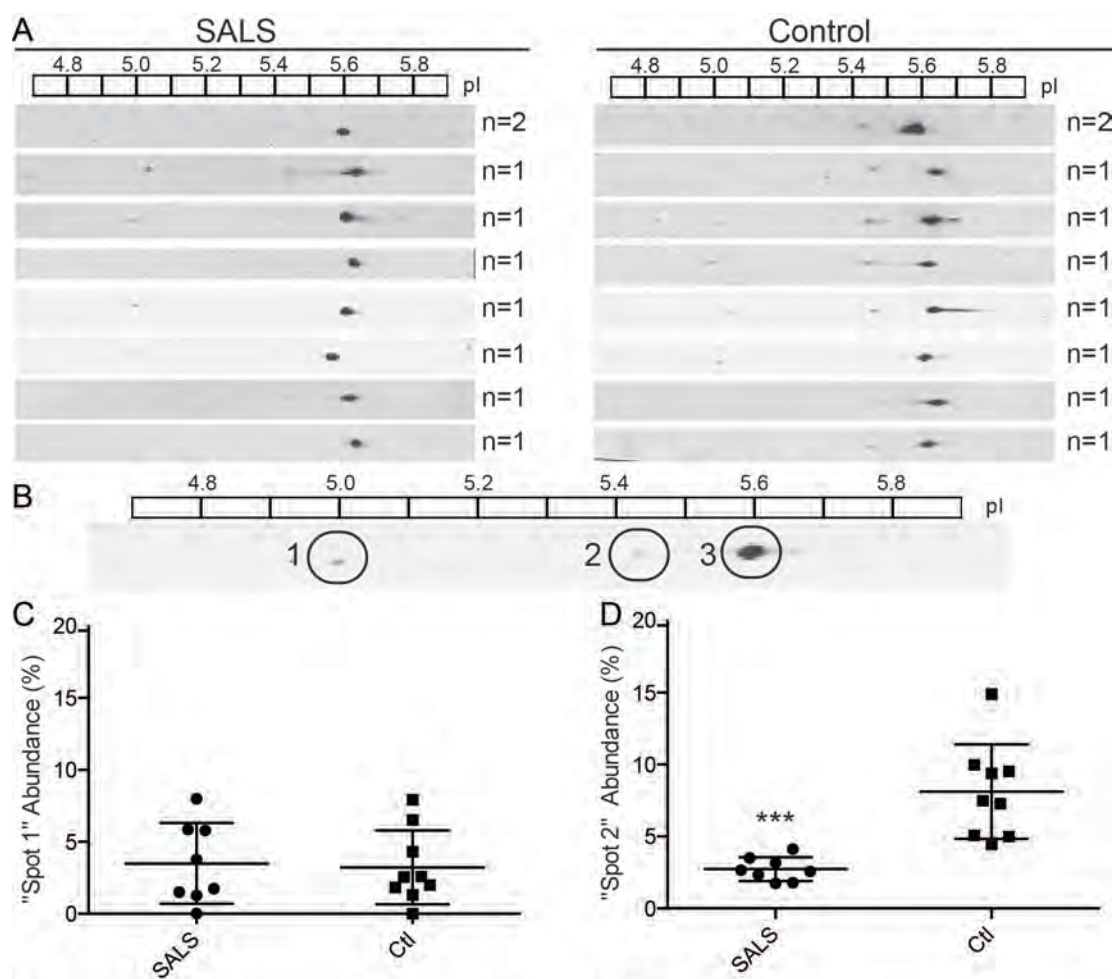 A SALS Control
4.8 5.0 5.2 5.4 5.6 5.8 pI 4.8 5.0 5.2 5.4 5.6 5.8 pI
n=2 n=2
n=1 n=1
n=1 n=1
n=1 n=1
n=1 n=1
n=1 n=1
n=1 n=1
n=1 n=1
B 4.8 5.0 5.2 5.4 5.6 5.8 pI
1 2 3
C
"Spot 1" Abundance (%)
20
15
10
5
0
SALS Ctl
D
"Spot 2" Abundance (%)
20
15
10
5
0
***
SALS Ctl